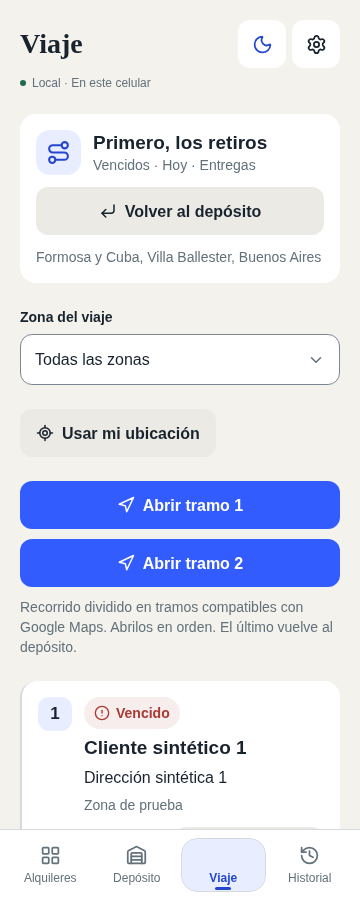 Viaje
Local · En este celular
Primero, los retiros
Vencidos · Hoy · Entregas
Volver al depósito
Formosa y Cuba, Villa Ballester, Buenos Aires
Zona del viaje
Todas las zonas
Usar mi ubicación
Abrir tramo 1
Abrir tramo 2
Recorrido dividido en tramos compatibles con
Google Maps. Abrilos en orden. El último vuelve al
depósito.
1
Vencido
Cliente sintético 1
Dirección sintética 1
Zona de prueba
Alquileres
Depósito
Viaje
Historial